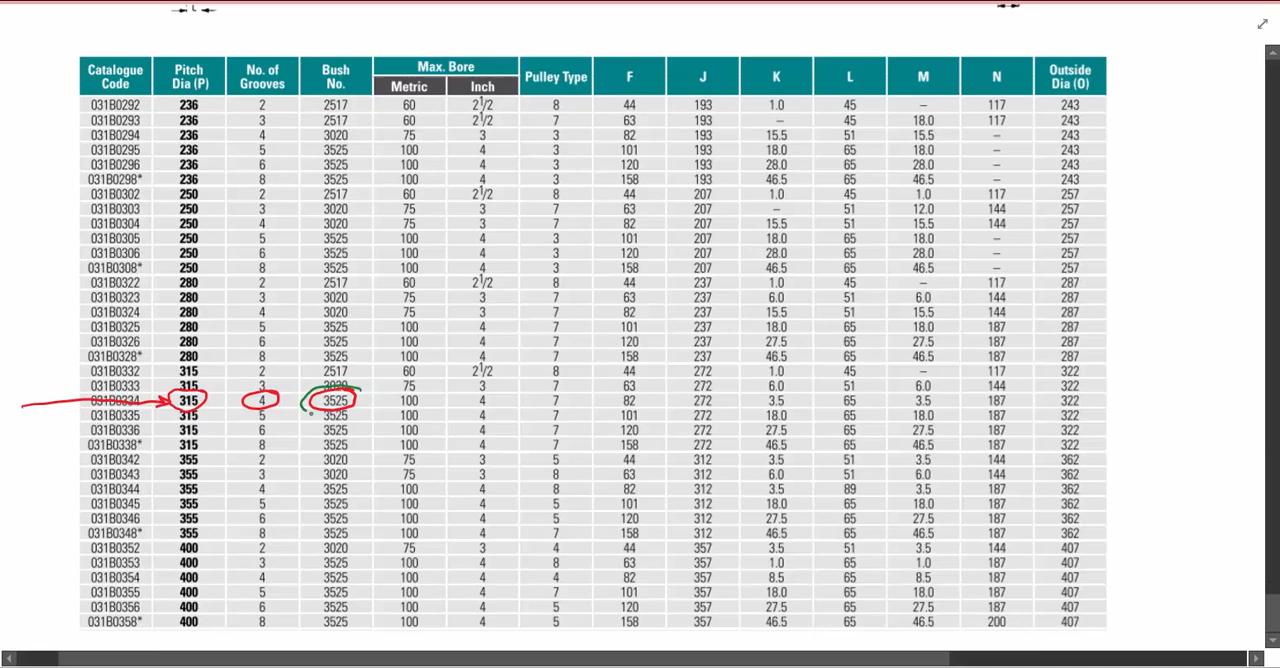 Catalogue Code Pitch Dia (P) No. of Grooves Bush No. Max. Bore Metric Inch Pulley Type F J K L M N Outside Dia (O)
031B0292 236 2 2517 60 2 1/2 8 44 193 1.0 45 – 117 243
031B0293 236 3 2517 60 2 1/2 7 63 193 – 45 18.0 117 243
031B0294 236 4 3020 75 3 3 82 193 15.5 51 15.5 – 243
031B0295 236 5 3525 100 4 3 101 193 18.0 65 18.0 – 243
031B0296 236 6 3525 100 4 3 120 193 28.0 65 28.0 – 243
031B0298* 236 8 3525 100 4 3 158 193 46.5 65 46.5 – 243
031B0302 250 2 2517 60 2 1/2 8 44 207 1.0 45 1.0 117 257
031B0303 250 3 3020 75 3 7 63 207 – 51 12.0 144 257
031B0304 250 4 3020 75 3 7 82 207 15.5 51 15.5 144 257
031B0305 250 5 3525 100 4 3 101 207 18.0 65 18.0 – 257
031B0306 250 6 3525 100 4 3 120 207 28.0 65 28.0 – 257
031B0308* 250 8 3525 100 4 3 158 207 46.5 65 46.5 – 257
031B0322 280 2 2517 60 2 1/2 8 44 237 1.0 45 – 117 287
031B0323 280 3 3020 75 3 7 63 237 6.0 51 6.0 144 287
031B0324 280 4 3020 75 3 7 82 237 15.5 51 15.5 144 287
031B0325 280 5 3525 100 4 7 101 237 18.0 65 18.0 187 287
031B0326 280 6 3525 100 4 7 120 237 27.5 65 27.5 187 287
031B0328* 280 8 3525 100 4 7 158 237 46.5 65 46.5 187 287
031B0332 315 2 2517 60 2 1/2 8 44 272 1.0 45 – 117 322
031B0333 315 3 3020 75 3 7 63 272 6.0 51 6.0 144 322
031B0334 315 4 3525 100 4 7 82 272 3.5 65 3.5 187 322
031B0335 315 5 3525 100 4 7 101 272 18.0 65 18.0 187 322
031B0336 315 6 3525 100 4 7 120 272 27.5 65 27.5 187 322
031B0338* 315 8 3525 100 4 7 158 272 46.5 65 46.5 187 322
031B0342 355 2 3020 75 3 5 44 312 3.5 51 3.5 144 362
031B0343 355 3 3020 75 3 8 63 312 6.0 51 6.0 144 362
031B0344 355 4 3525 100 4 8 82 312 3.5 89 3.5 187 362
031B0345 355 5 3525 100 4 5 101 312 18.0 65 18.0 187 362
031B0346 355 6 3525 100 4 5 120 312 27.5 65 27.5 187 362
031B0348* 355 8 3525 100 4 7 158 312 46.5 65 46.5 187 362
031B0352 400 2 3020 75 3 4 44 357 3.5 51 3.5 144 407
031B0353 400 3 3525 100 4 8 63 357 1.0 65 1.0 187 407
031B0354 400 4 3525 100 4 4 82 357 8.5 65 8.5 187 407
031B0355 400 5 3525 100 4 7 101 357 18.0 65 18.0 187 407
031B0356 400 6 3525 100 4 5 120 357 27.5 65 27.5 187 407
031B0358* 400 8 3525 100 4 5 158 357 46.5 65 46.5 200 407